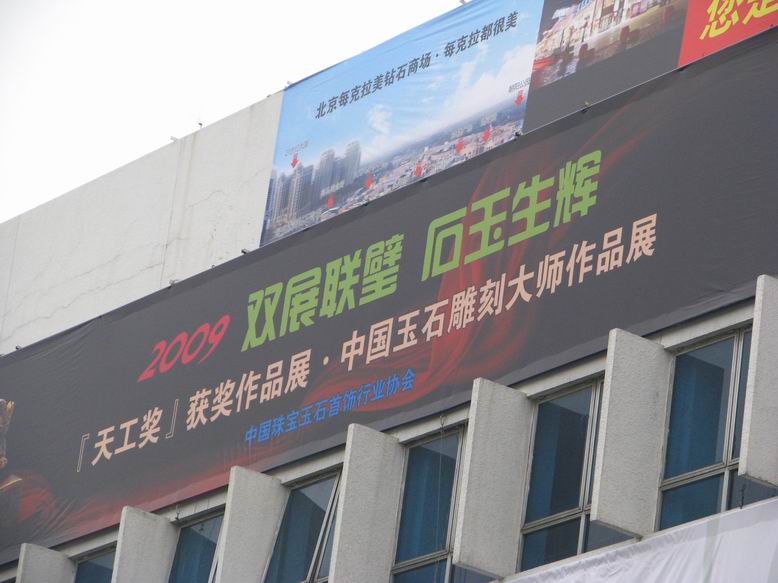 北京每克拉美钻石商场·每克拉都很美
2009 双展联璧 石玉生辉
『天工奖』获奖作品展·中国玉石雕刻大师作品展
中国珠宝玉石首饰行业协会
您是